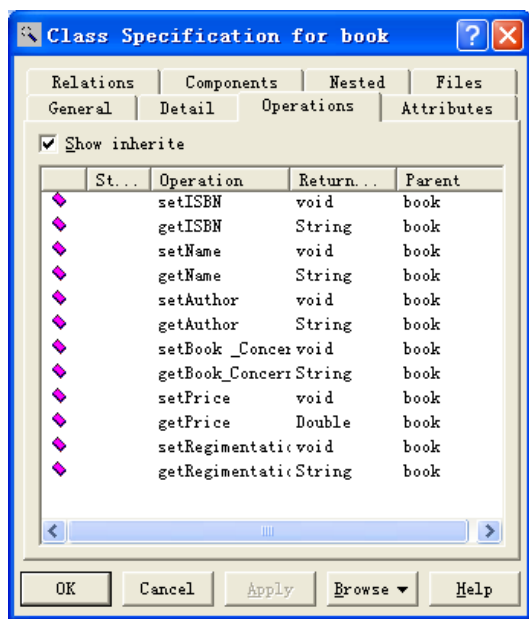 Class Specification for book
Relations Components Nested Files
General Detail Operations Attributes
Show inherite
St... Operation Return... Parent
setISBN void book
getISBN String book
setName void book
getName String book
setAuthor void book
getAuthor String book
setBook _Concer void book
getBook_Concerr String book
setPrice void book
getPrice Double book
setRegimentatic void book
getRegimentatic String book
OK Cancel Apply Browse Help